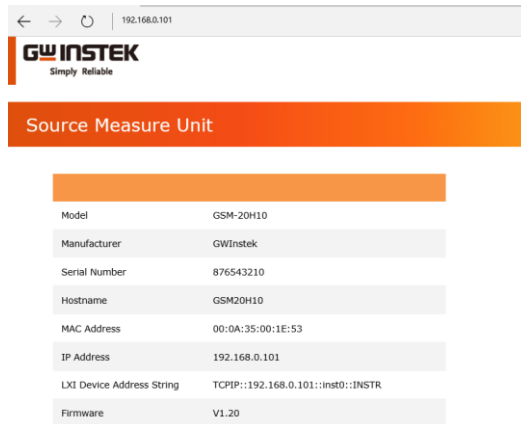 192.168.0.101
GW INSTEK
Simply Reliable
Source Measure Unit
Model GSM-20H10
Manufacturer GWInstek
Serial Number 876543210
Hostname GSM20H10
MAC Address 00:0A:35:00:1E:53
IP Address 192.168.0.101
LXI Device Address String TCPIP::192.168.0.101::inst0::INSTR
Firmware V1.20